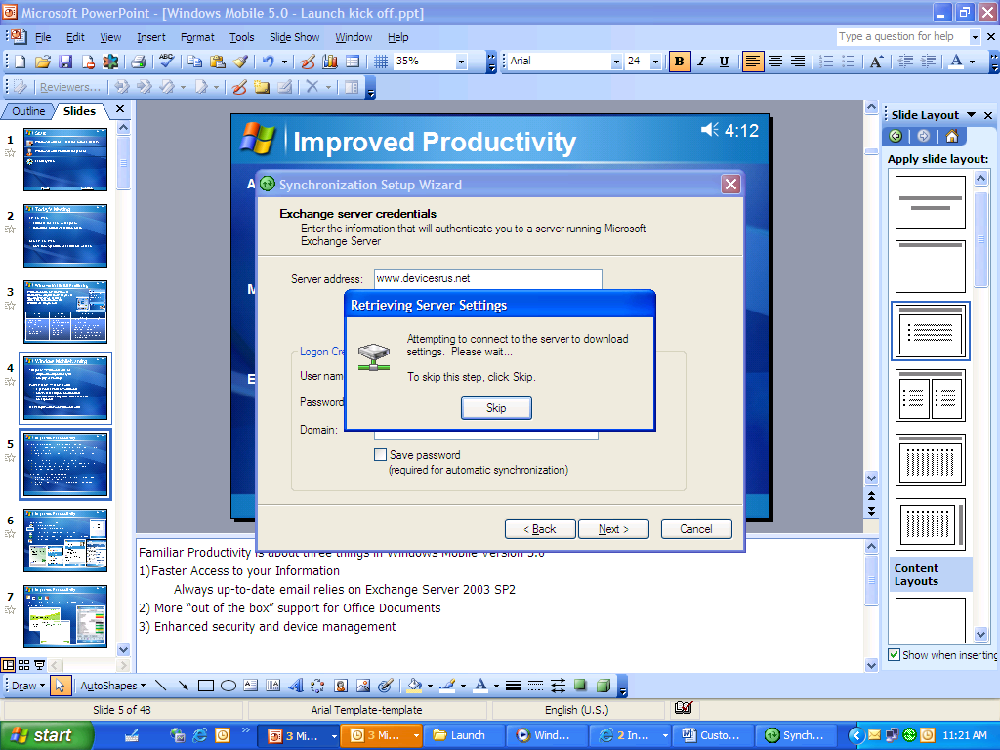 Microsoft PowerPoint - [Windows Mobile 5.0 - Launch kick off.ppt]
File Edit View Insert Format Tools Slide Show Window Help
Type a question for help
35%
Arial
24
B I U
Reviewers...
Outline
Slides
1
2
3
4
5
6
7
Improved Productivity
4:12
Synchronization Setup Wizard
Exchange server credentials
Enter the information that will authenticate you to a server running Microsoft
Exchange Server
Server address:
www.devicesrus.net
Retrieving Server Settings
Attempting to connect to the server to download
settings. Please wait...
To skip this step, click Skip.
Skip
Logon Cre
User nam
Password
Domain:
Save password
(required for automatic synchronization)
< Back
Next >
Cancel
Familiar Productivity is about three things in Windows Mobile Version 5.0
1)Faster Access to your Information
Always up-to-date email relies on Exchange Server 2003 SP2
2) More “out of the box” support for Office Documents
3) Enhanced security and device management
Slide Layout
Apply slide layout:
Content
Layouts
Show when inserting
Draw
AutoShapes
Slide 5 of 48
Arial Template-template
English (U.S.)
start
3 Mi...
3 Mi...
Launch
Wind...
2 In...
Custo...
Synch...
11:21 AM